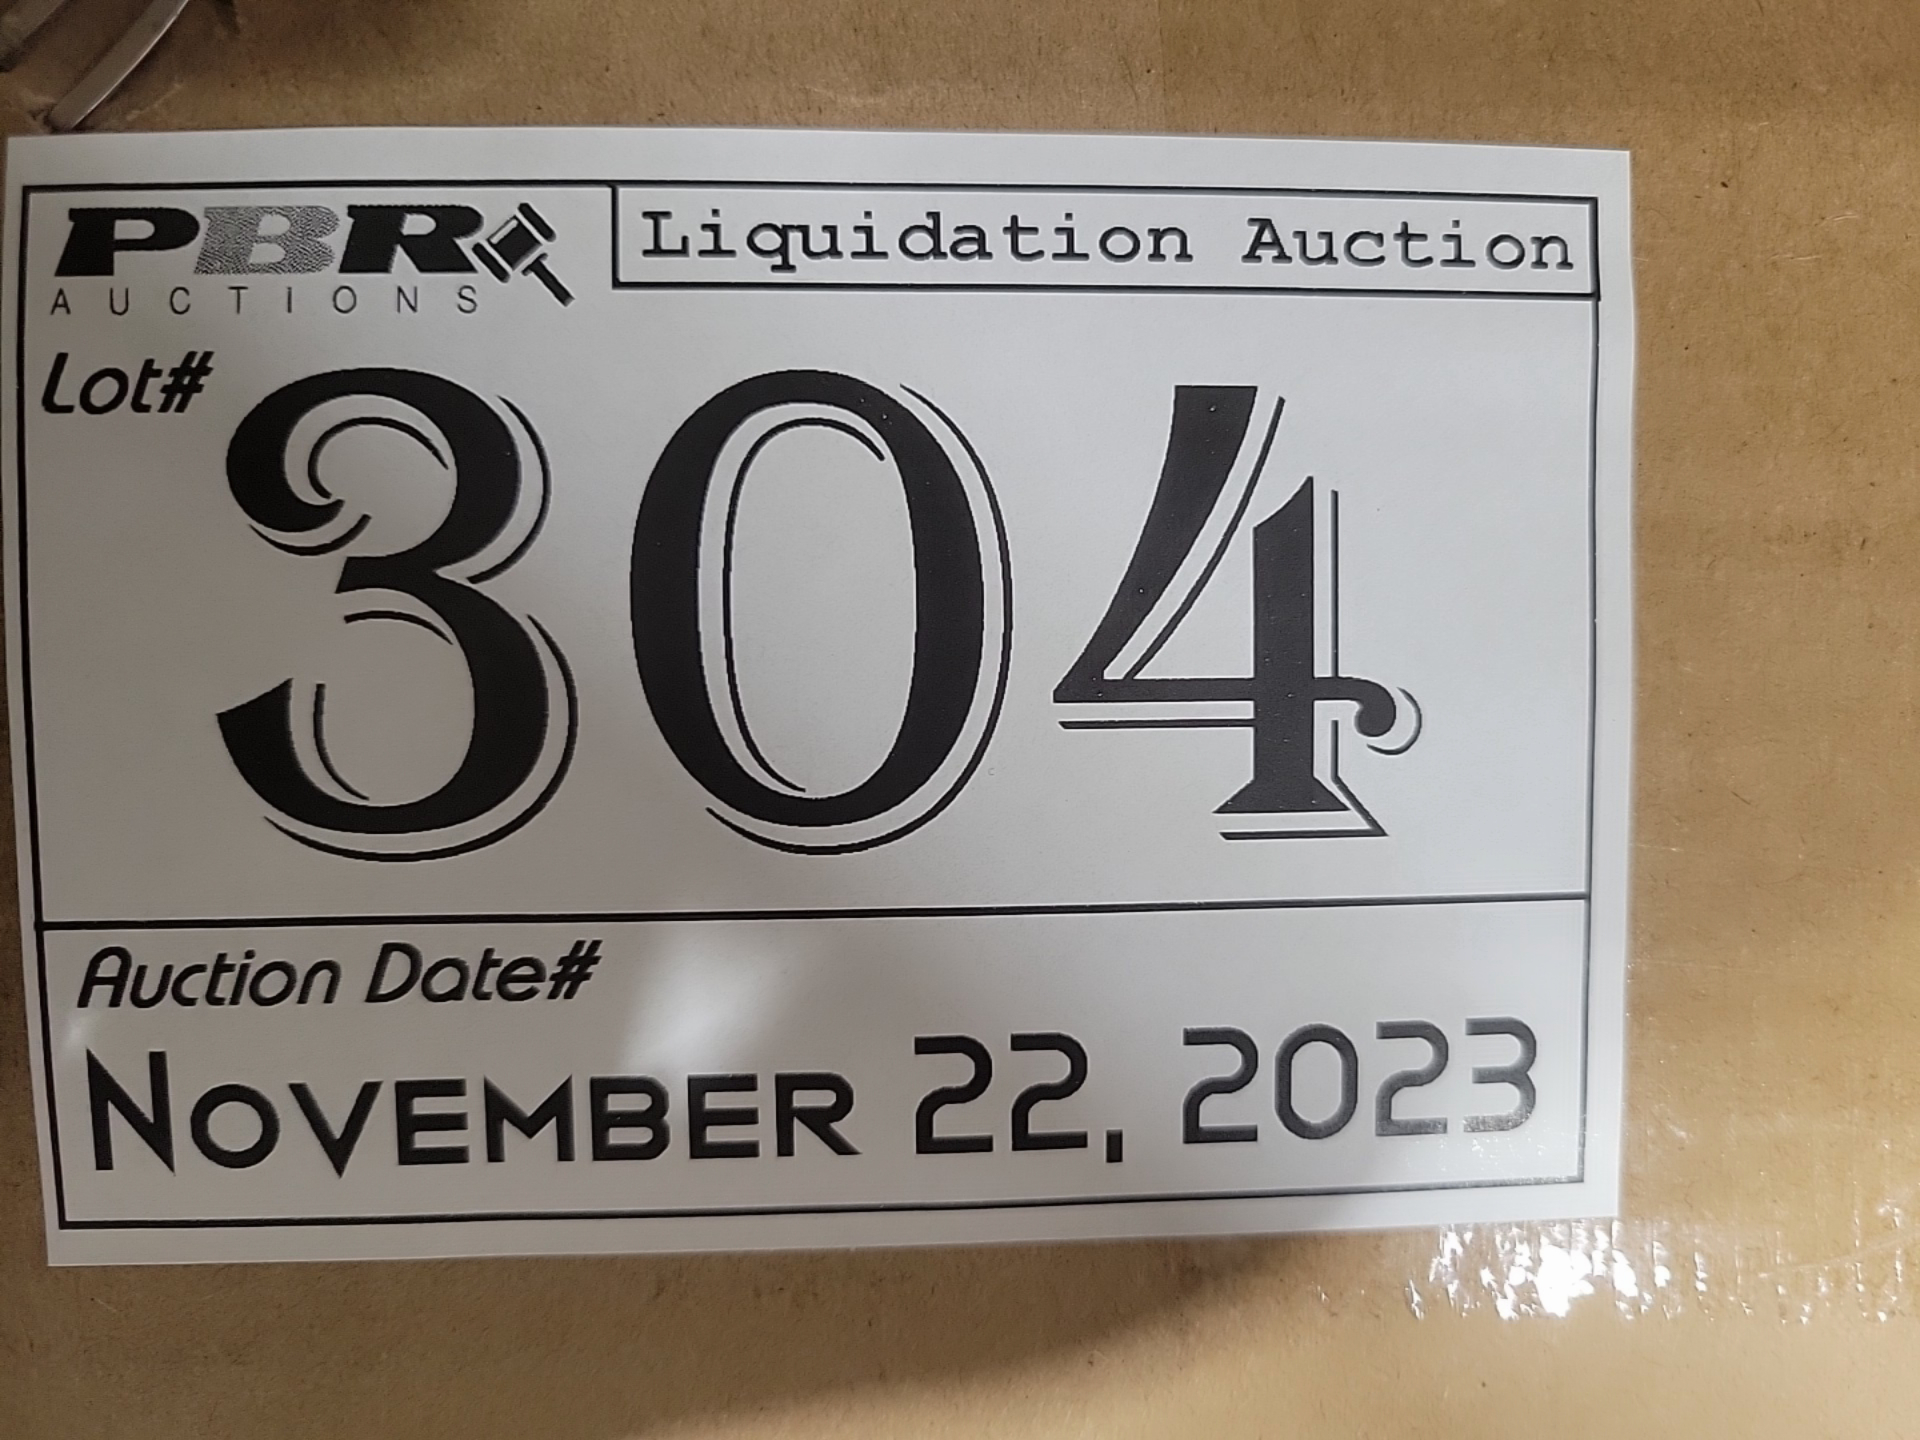 PBR
AUCTIONS
Liquidation Auction
Lot#
304
Auction Date#
NOVEMBER 22, 2023